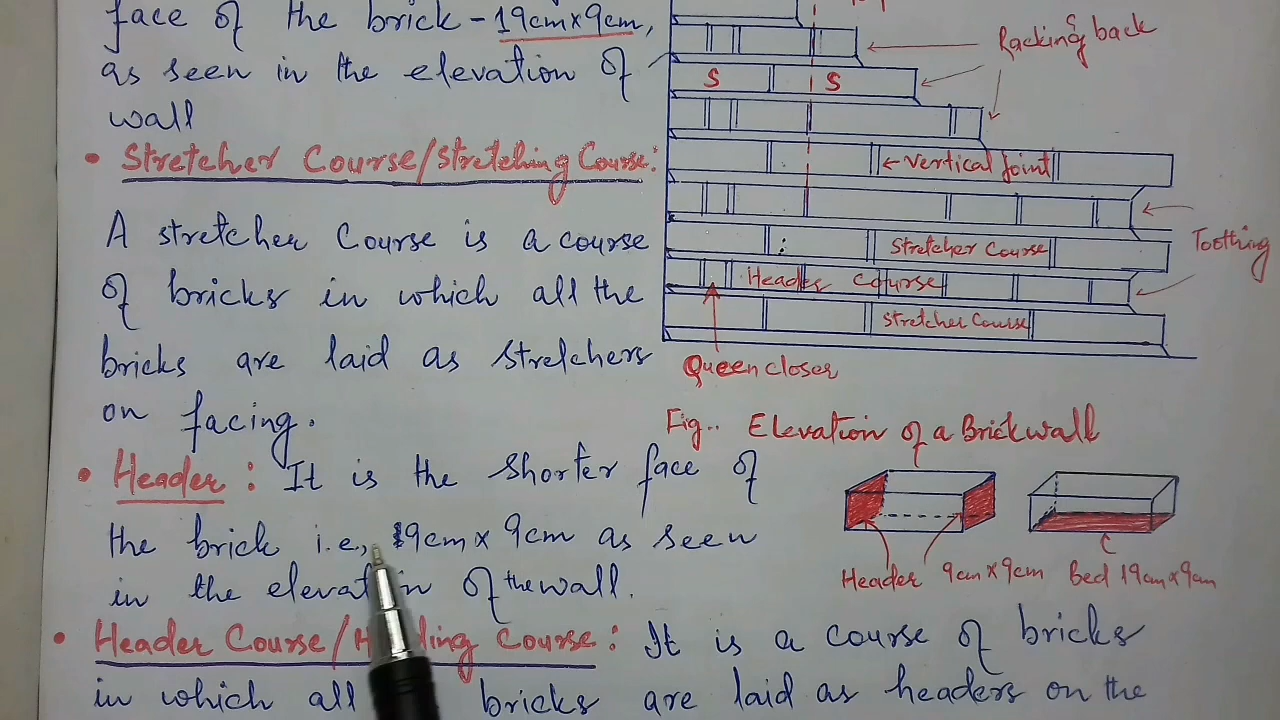 face of the brick - 19cm x 9cm,
as seen in the elevation of
wall
• Stretcher Course/Stretching Course:
A stretcher Course is a course
of bricks in which all the
bricks are laid as stretchers
on facing.
• Header : It is the shorter face of
the brick i.e., 9cm x 9cm as seen
in the elevation of the wall.
• Header Course/Heading Course : It is a course of bricks
in which all bricks are laid as headers on the
Racking back
S S
← Vertical Joint
Toothing
Stretcher Course
Header Course
Stretcher Course
Queen closer
Fig.. Elevation of a Brick wall
Header 9cm x 9cm
Bed 19cm x 9cm